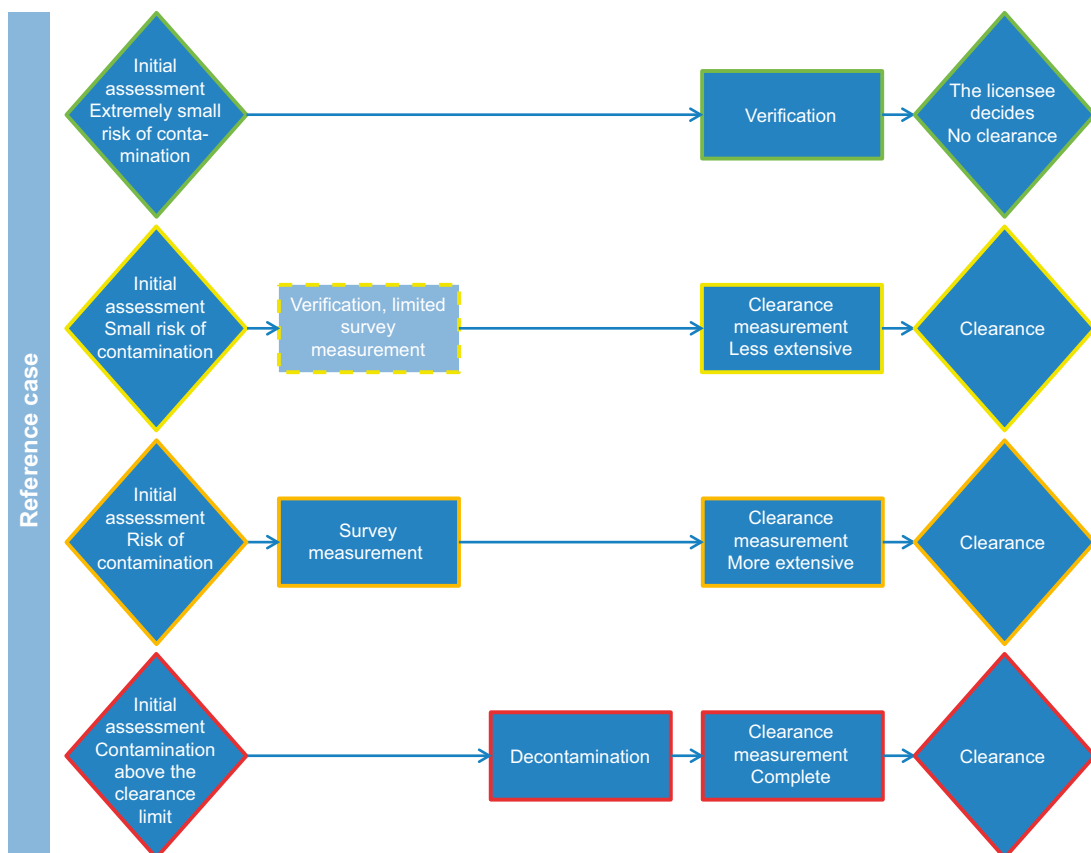 Reference case
Initial
assessment
Extremely small
risk of conta-
mination
Verification
The licensee
decides
No clearance
Initial
assessment
Small risk of
contamination
Verification, limited
survey
measurement
Clearance
measurement
Less extensive
Clearance
Initial
assessment
Risk of
contamination
Survey
measurement
Clearance
measurement
More extensive
Clearance
Initial
assessment
Contamination
above the
clearance
limit
Decontamination
Clearance
measurement
Complete
Clearance